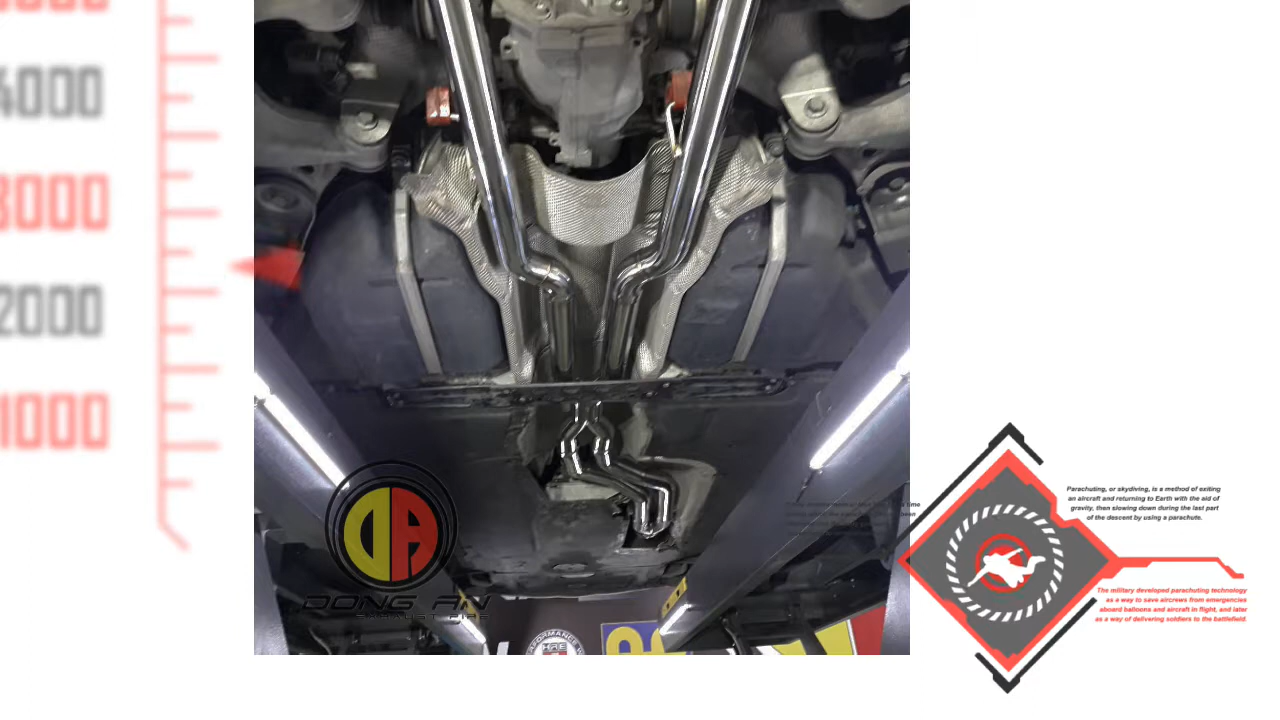 4000
3000
2000
1000
DONG AN
EXHAUST PIPE
HRE
Parachuting, or skydiving, is a method of exiting
an aircraft and returning to Earth with the aid of
gravity, then slowing down during the last part
of the descent by using a parachute.
The military developed parachuting technology
as a way to save aircrews from emergencies
aboard balloons and aircraft in flight, and later
as a way of delivering soldiers to the battlefield.